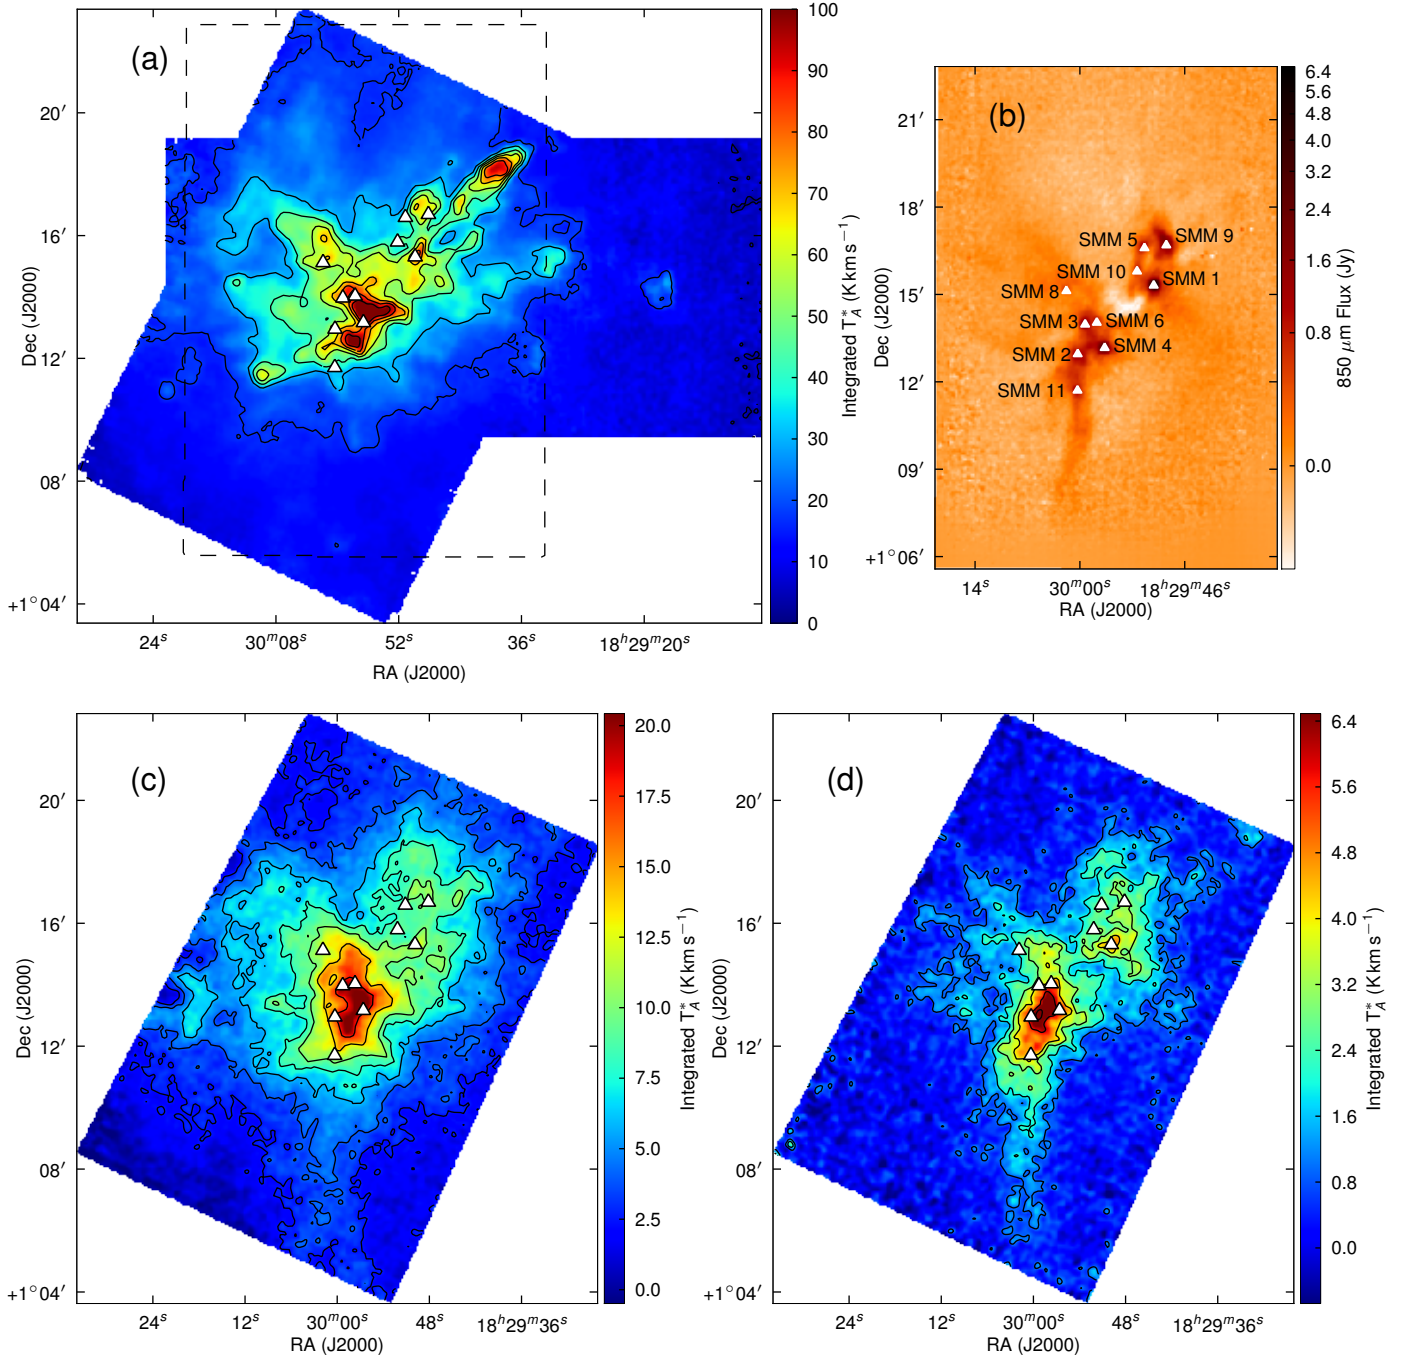 (a)
20′
16′
12′
08′
+1°04′
Dec (J2000)
24ˢ
30ᵐ08ˢ
52ˢ
36ˢ
18ʰ29ᵐ20ˢ
RA (J2000)
100
90
80
70
60
50
40
30
20
10
0
Integrated T*_A (K km s⁻¹)
(b)
21′
18′
15′
12′
09′
+1°06′
Dec (J2000)
SMM 5
SMM 9
SMM 10
SMM 1
SMM 8
SMM 3
SMM 6
SMM 2
SMM 4
SMM 11
14ˢ
30ᵐ00ˢ
18ʰ29ᵐ46ˢ
RA (J2000)
6.4
5.6
4.8
4.0
3.2
2.4
1.6
0.8
0.0
850 μm Flux (Jy)
(c)
20′
16′
12′
08′
+1°04′
Dec (J2000)
24ˢ
12ˢ
30ᵐ00ˢ
48ˢ
18ʰ29ᵐ36ˢ
RA (J2000)
20.0
17.5
15.0
12.5
10.0
7.5
5.0
2.5
0.0
Integrated T*_A (K km s⁻¹)
(d)
20′
16′
12′
08′
+1°04′
Dec (J2000)
24ˢ
12ˢ
30ᵐ00ˢ
48ˢ
18ʰ29ᵐ36ˢ
RA (J2000)
6.4
5.6
4.8
4.0
3.2
2.4
1.6
0.8
0.0
Integrated T*_A (K km s⁻¹)